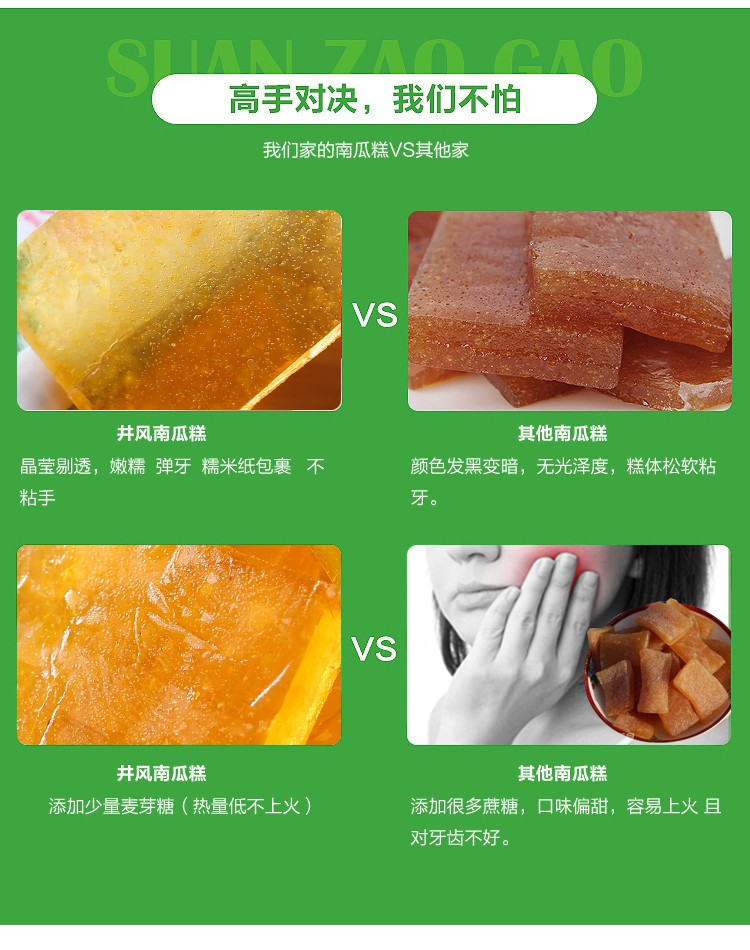 SUAN ZAO GAO
高手对决，我们不怕
我们家的南瓜糕VS其他家
VS
井风南瓜糕
其他南瓜糕
晶莹剔透，嫩糯 弹牙 糯米纸包裹 不
粘手
颜色发黑变暗，无光泽度，糕体松软粘
牙。
VS
井风南瓜糕
其他南瓜糕
添加少量麦芽糖（热量低不上火）
添加很多蔗糖，口味偏甜，容易上火 且
对牙齿不好。